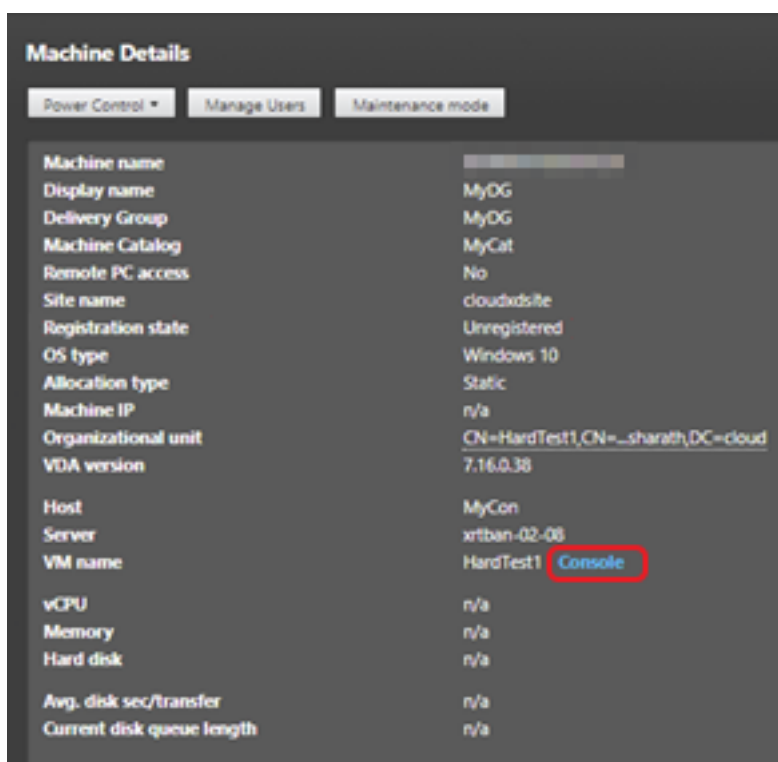 Machine Details
Power Control Manage Users Maintenance mode
Machine name
Display name MyDG
Delivery Group MyDG
Machine Catalog MyCat
Remote PC access No
Site name cloudxdsite
Registration state Unregistered
OS type Windows 10
Allocation type Static
Machine IP n/a
Organizational unit CN=HardTest1,CN=...sharath,DC=cloud
VDA version 7.16.0.38
Host MyCon
Server xrtban-02-08
VM name HardTest1 Console
vCPU n/a
Memory n/a
Hard disk n/a
Avg. disk sec/transfer n/a
Current disk queue length n/a